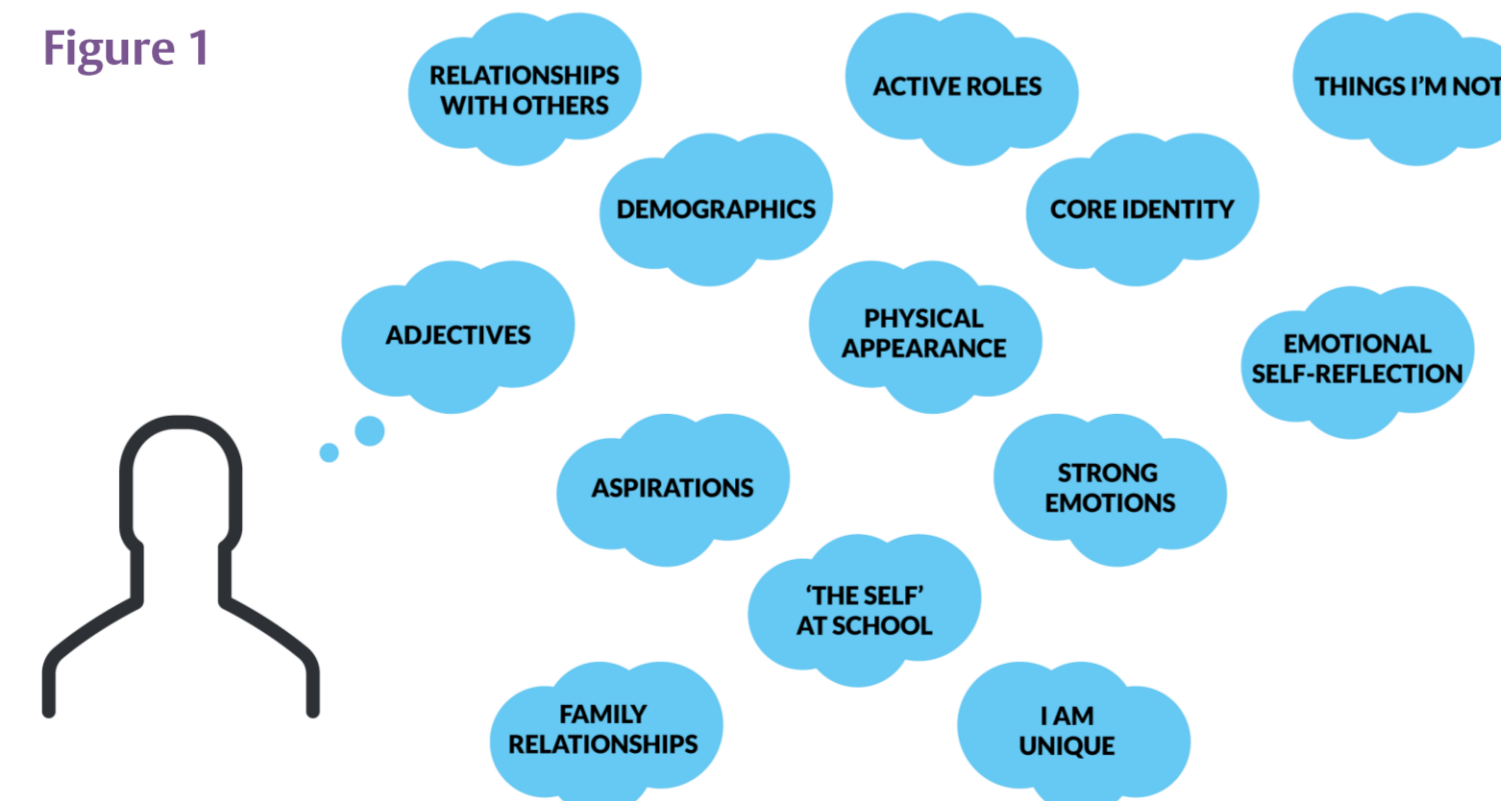 Figure 1
RELATIONSHIPS
WITH OTHERS
ACTIVE ROLES
THINGS I’M NOT
DEMOGRAPHICS
CORE IDENTITY
ADJECTIVES
PHYSICAL
APPEARANCE
EMOTIONAL
SELF-REFLECTION
ASPIRATIONS
STRONG
EMOTIONS
‘THE SELF’
AT SCHOOL
FAMILY
RELATIONSHIPS
I AM
UNIQUE